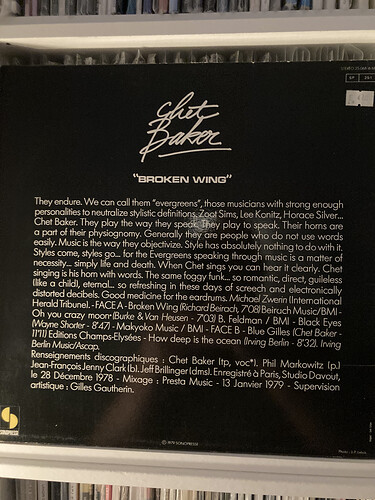 Chet
Baker
"BROKEN WING"
They endure. We can call them "evergreens", those musicians with strong enough
personalities to neutralize stylistic definitions. Zoot Sims, Lee Konitz, Horace Silver...
Chet Baker. They play the way they speak. They play to speak. Their horns are
a part of their physiognomy. Generally they are people who do not use words
easily. Music is the way they objectivize. Style has absolutely nothing to do with it.
Styles come, styles go... for the Evergreens speaking through music is a matter of
necessity... simply life and death. When Chet sings you can hear it clearly. Chet
singing is his horn with words. The same foggy funk... so romantic, direct, guileless
(like a child), eternal... so refreshing in these days of screech and electronically
distorted decibels. Good medicine for the eardrums. Michael Zwerin (International
Herald Tribune). - FACE A - Broken Wing (Richard Beirach, 7'08) Beirach Music/BMI -
Oh you crazy moon (Burke & Van Heusen - 7'03) B. Feldman / BMI - Black Eyes
(Wayne Shorter - 8'47) - Makyoko Music / BMI - FACE B - Blue Gilles (Chet Baker -
11'11) Editions Champs-Elysées - How deep is the ocean (Irving Berlin - 8'32). Irving
Berlin Music/Ascap.
Renseignements discographiques : Chet Baker (tp, voc*). Phil Markowitz (p.)
Jean-François Jenny Clark (b). Jeff Brillinger (dms). Enregistré à Paris, Studio Davout,
le 28 Décembre 1978 - Mixage : Presta Music - 13 Janvier 1979 - Supervision
artistique : Gilles Gautherin.
© 1979 SONOPRESSE